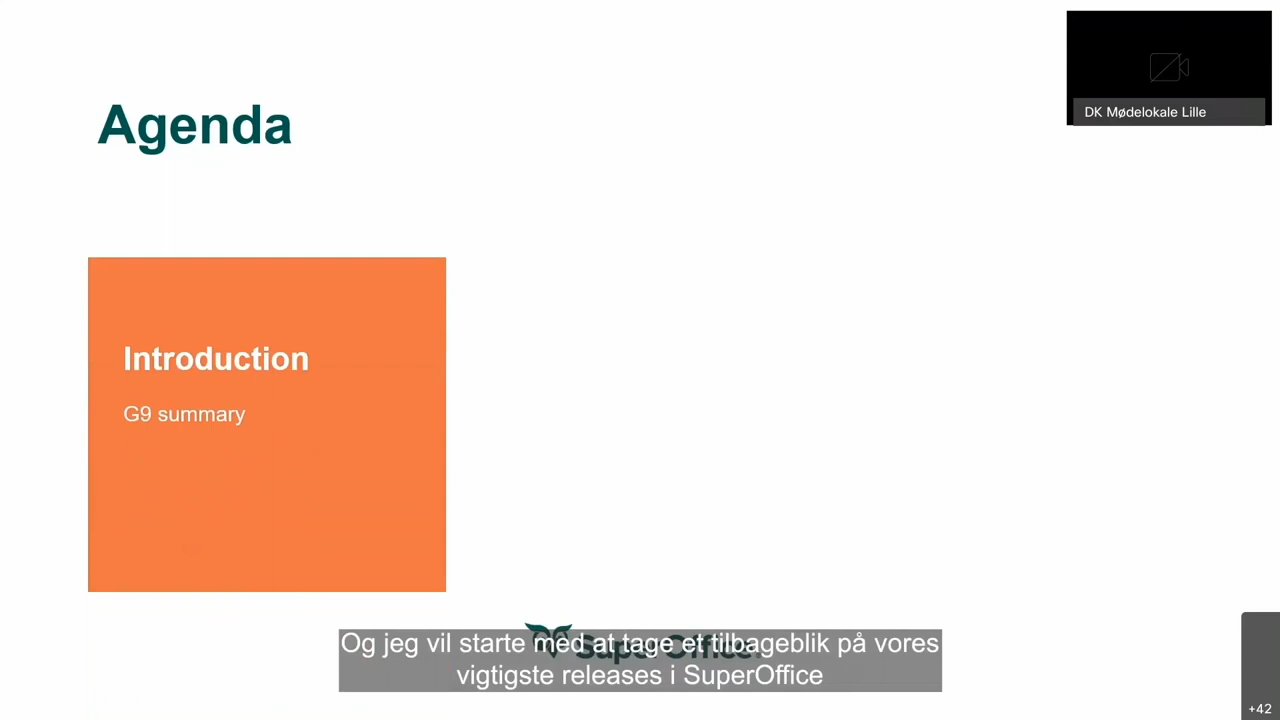 Agenda
DK Mødelokale Lille
Introduction
G9 summary
SuperOffice
Og jeg vil starte med at tage et tilbageblik på vores
vigtigste releases i SuperOffice
+42